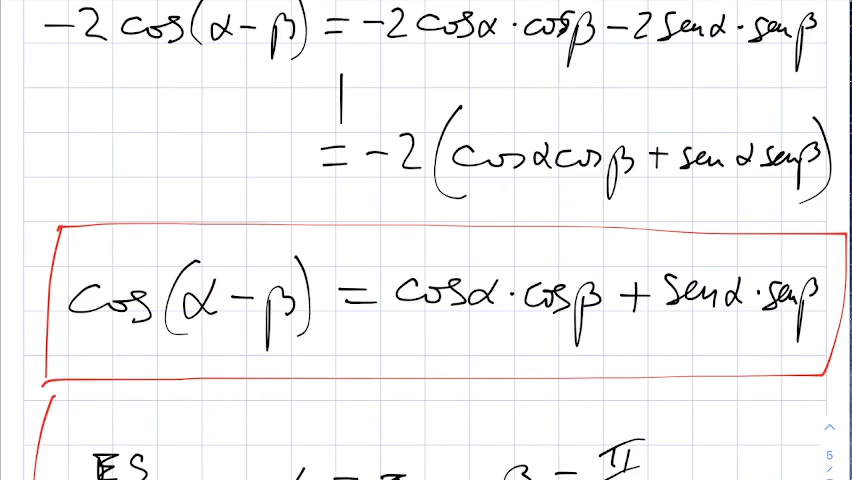 -2 cos(α-β) = -2 cosα · cosβ - 2 senα · senβ
= -2 (cosα cosβ + senα senβ)
cos(α-β) = cosα · cosβ + senα · senβ
ES
β = π
5